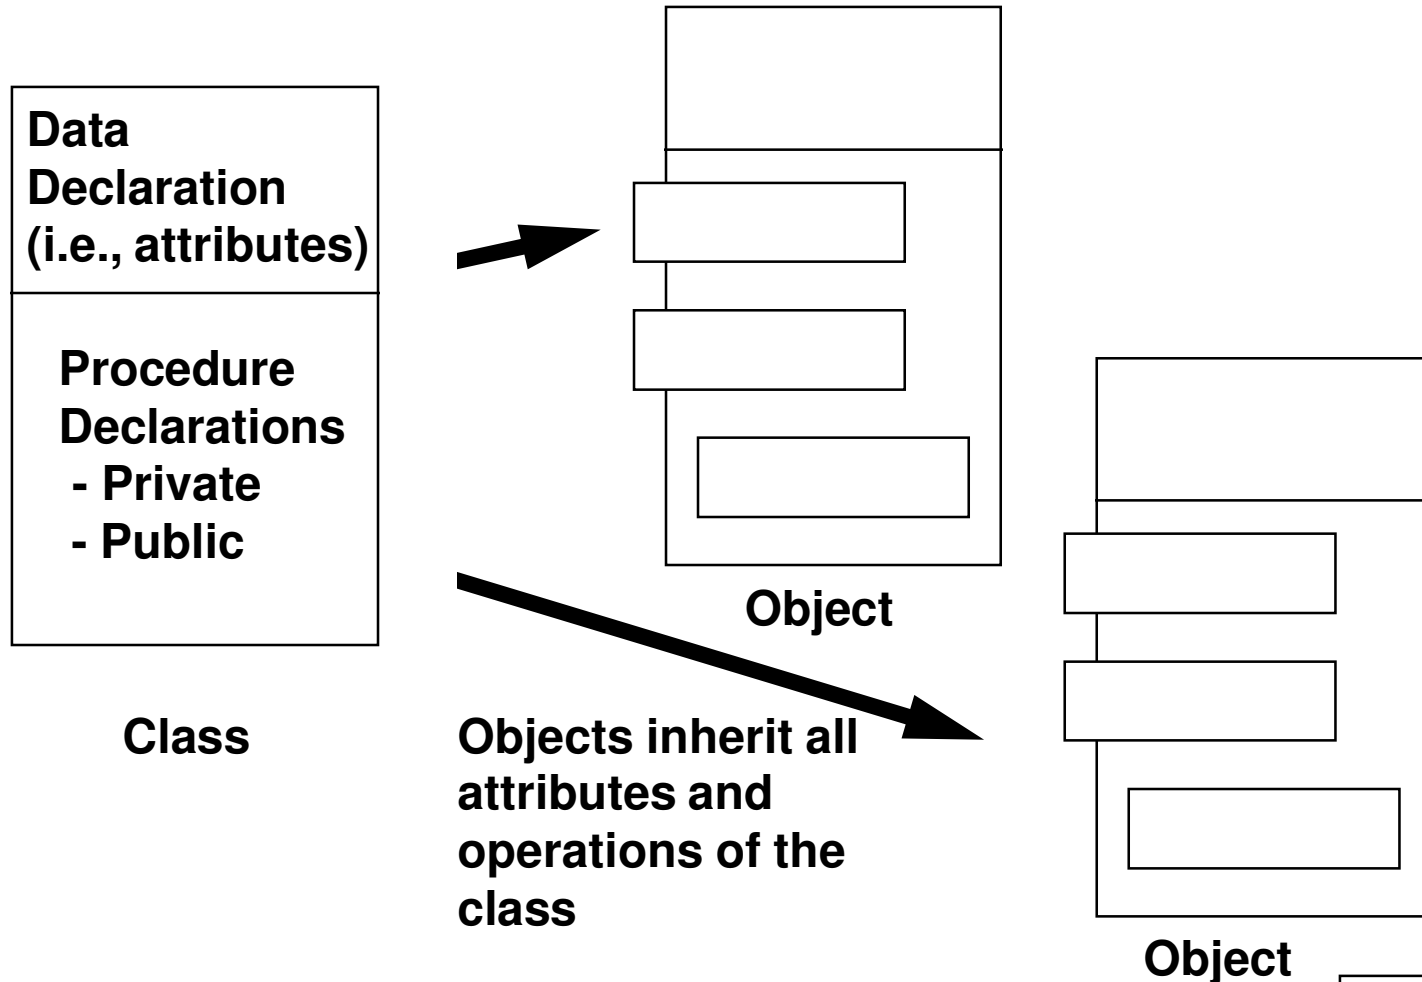 Data
Declaration
(i.e., attributes)
Procedure
Declarations
- Private
- Public
Class
Object
Objects inherit all
attributes and
operations of the
class
Object